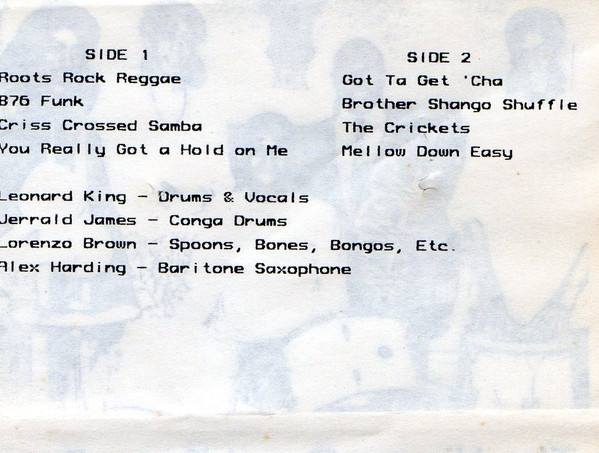 SIDE 1
Roots Rock Reggae
876 Funk
Criss Crossed Samba
You Really Got a Hold on Me
SIDE 2
Got Ta Get 'Cha
Brother Shango Shuffle
The Crickets
Mellow Down Easy
Leonard King - Drums & Vocals
Jerrald James - Conga Drums
Lorenzo Brown - Spoons, Bones, Bongos, Etc.
Alex Harding - Baritone Saxophone